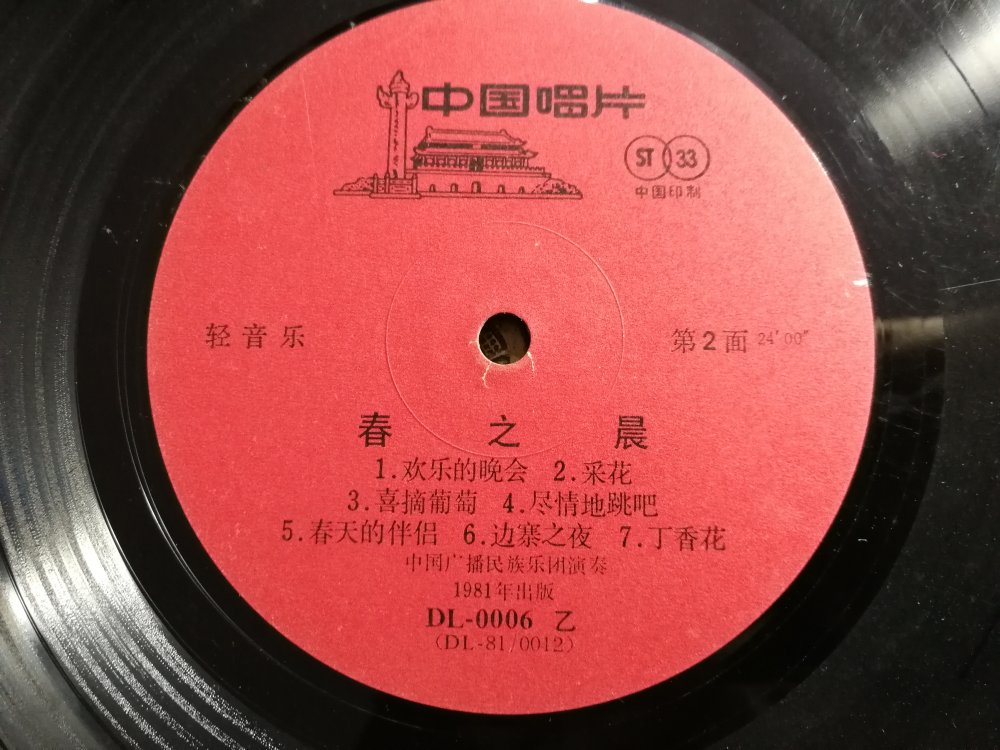 中国唱片
ST 33
中国印制
轻音乐
第2面 24′00″
春之晨
1.欢乐的晚会 2.采花
3.喜摘葡萄 4.尽情地跳吧
5.春天的伴侣 6.边寨之夜 7.丁香花
中国广播民族乐团演奏
1981年出版
DL-0006 乙
(DL-81/0012)